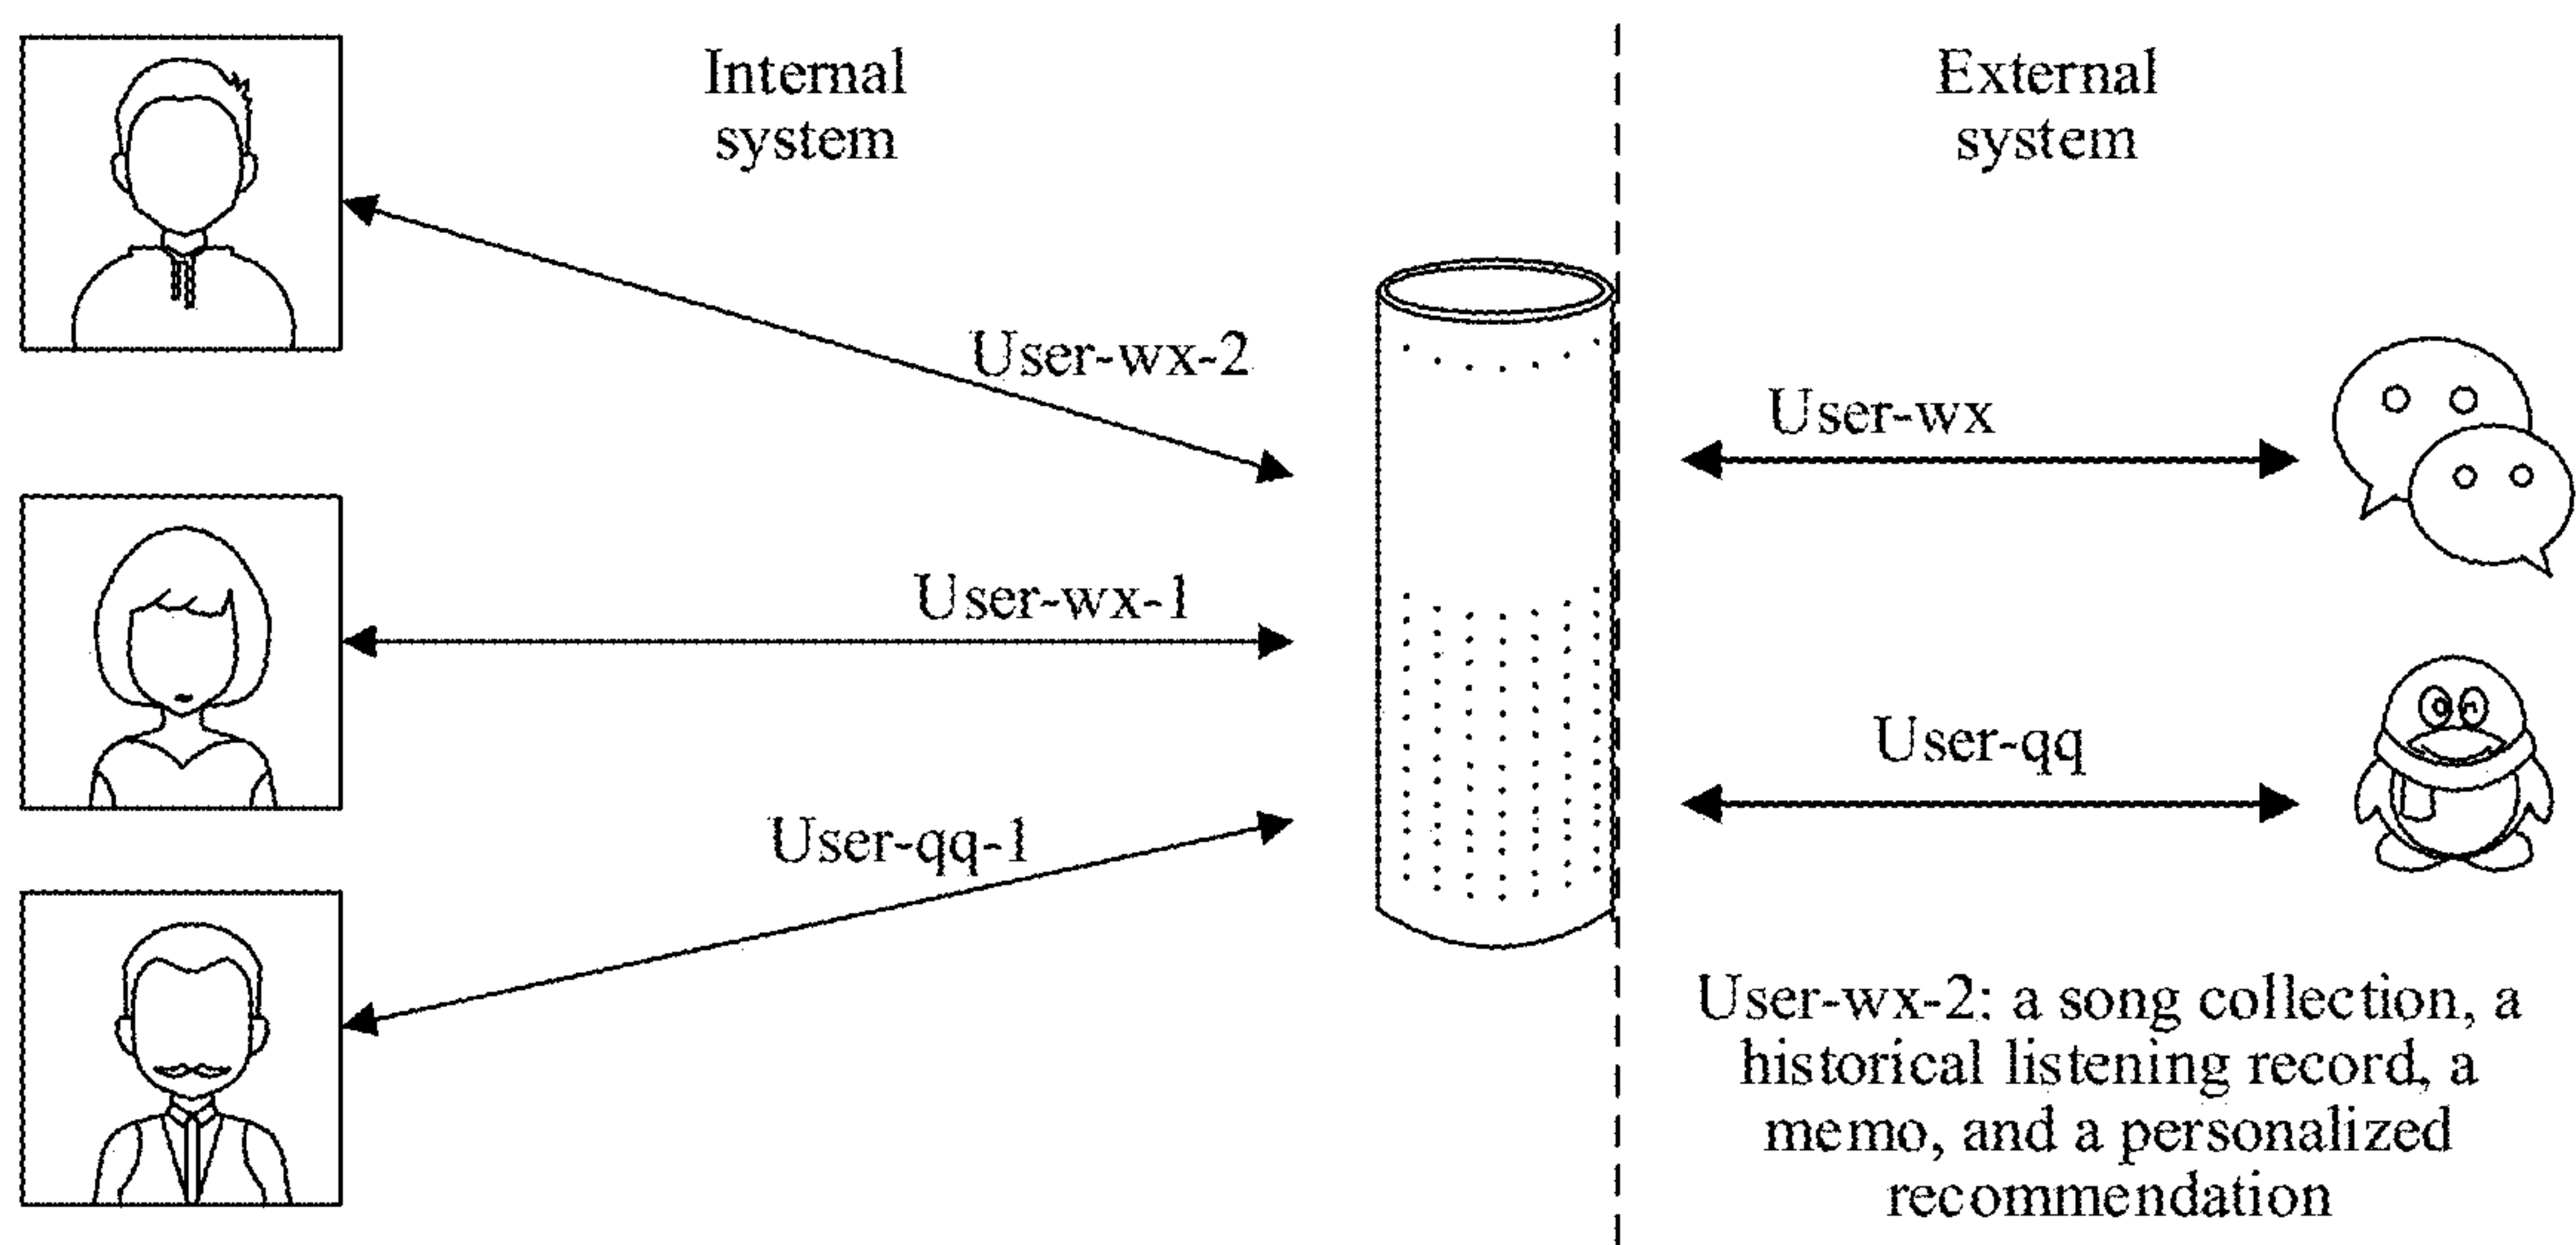 Internal
system
External
system
User-wx-2
User-wx
User-wx-1
User-qq
User-qq-1
User-wx-2: a song collection, a
historical listening record, a
memo, and a personalized
recommendation